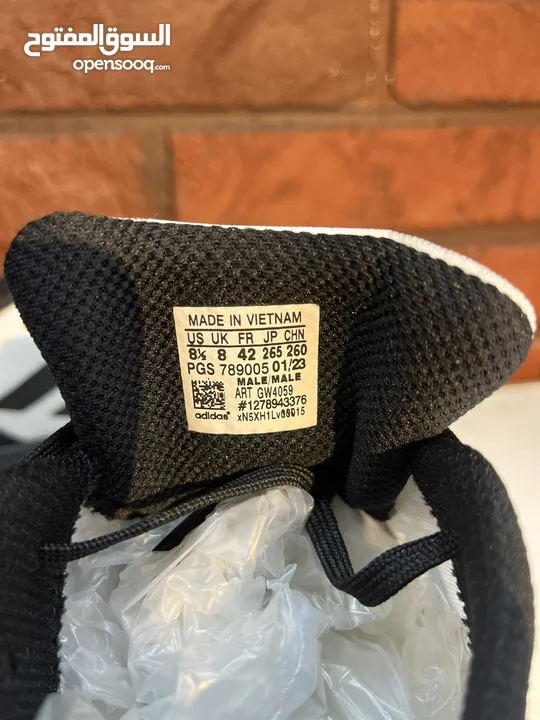 السوق المفتوح
opensooq.com
MADE IN VIETNAM
US UK FR JP CHN
8½ 8 42 265 260
PGS 789005 01/23
MALE/MALE
ART GW4059
#1278943376
adidas